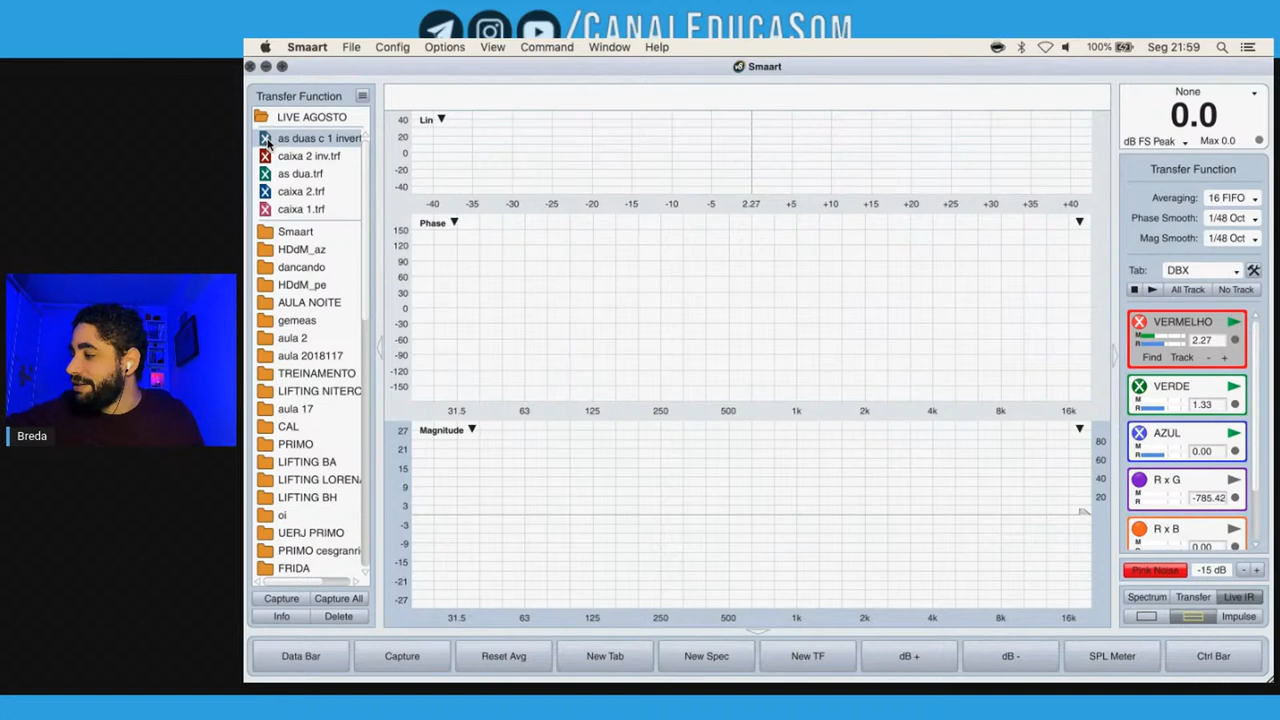 /CanalEducaSom
Smaart File Config Options View Command Window Help 100% Seg 21:59
Smaart
Transfer Function
LIVE AGOSTO
as duas c 1 invert
caixa 2 inv.trf
as dua.trf
caixa 2.trf
caixa 1.trf
Smaart
HDdM_az
dancando
HDdM_pe
AULA NOITE
gemeas
aula 2
aula 2018117
TREINAMENTO
LIFTING NITERO
aula 17
CAL
PRIMO
LIFTING BA
LIFTING LOREN
LIFTING BH
oi
UERJ PRIMO
PRIMO cesgranri
FRIDA
Capture Capture All
Info Delete
Lin
40
20
0
-20
-40
-40 -35 -30 -25 -20 -15 -10 -5 2.27 +5 +10 +15 +20 +25 +30 +35 +40
Phase
150
120
90
60
30
0
-30
-60
-90
-120
-150
31.5 63 125 250 500 1k 2k 4k 8k 16k
Magnitude
27
21
15
9
3
-3
-9
-15
-21
-27
80
60
40
20
31.5 63 125 250 500 1k 2k 4k 8k 16k
None
0.0
dB FS Peak Max 0.0
Transfer Function
Averaging: 16 FIFO
Phase Smooth: 1/48 Oct
Mag Smooth: 1/48 Oct
Tab: DBX
All Track No Track
VERMELHO
M
R
2.27
Find Track - +
VERDE
M
R
1.33
AZUL
M
R
0.00
R x G
M
R
-785.42
R x B
M
R
0.00
Pink Noise -15 dB - +
Spectrum Transfer Live IR
Impulse
Data Bar Capture Reset Avg New Tab New Spec New TF dB + dB - SPL Meter Ctrl Bar
Breda